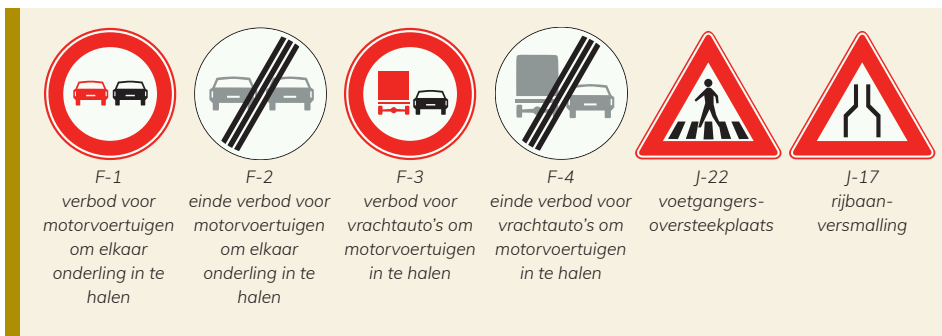 F-1
verbod voor
motorvoertuigen
om elkaar
onderling in te
halen
F-2
einde verbod voor
motorvoertuigen
om elkaar
onderling in te
halen
F-3
verbod voor
vrachtauto's om
motorvoertuigen
in te halen
F-4
einde verbod voor
vrachtauto's om
motorvoertuigen
in te halen
J-22
voetgangers-
oversteekplaats
J-17
rijbaan-
versmalling